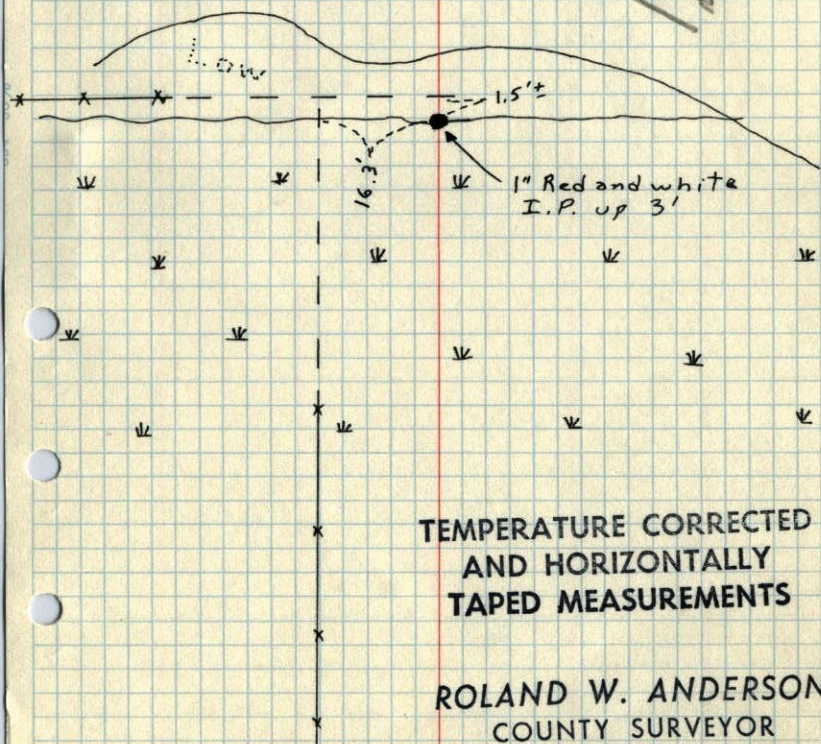 Low
1.5'±
16.3'
1" Red and white
I.P. up 3'
TEMPERATURE CORRECTED
AND HORIZONTALLY
TAPED MEASUREMENTS
ROLAND W. ANDERSON
COUNTY SURVEYOR